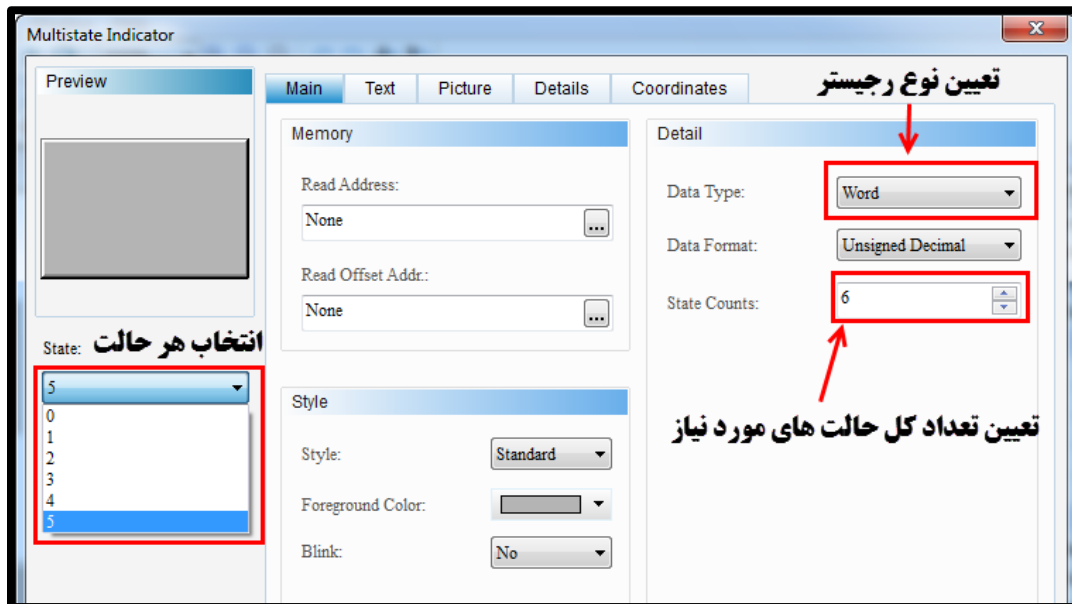 Multistate Indicator
Preview
Main Text Picture Details Coordinates
تعیین نوع رجیستر
Memory
Detail
Read Address:
None
...
Data Type:
Word
Data Format:
Unsigned Decimal
Read Offset Addr.:
None
...
State Counts:
6
State:
انتخاب هر حالت
5
0
1
2
3
4
5
Style
Style:
Standard
Foreground Color:
Blink:
No
تعیین تعداد کل حالت های مورد نیاز